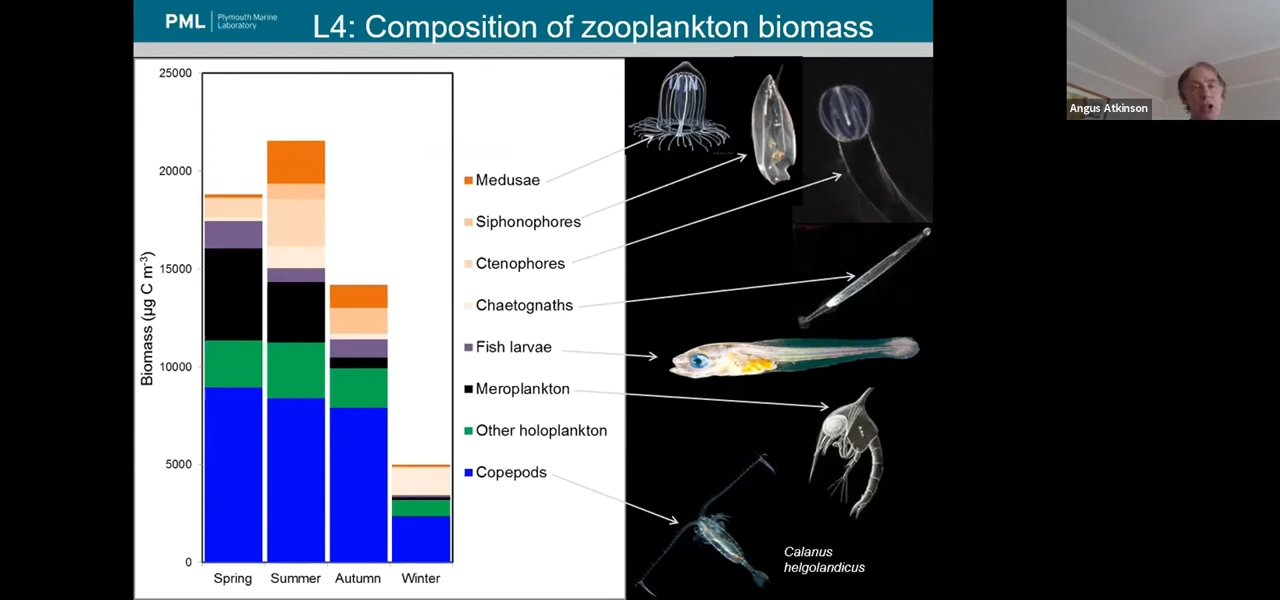 PML
Plymouth Marine
Laboratory
L4: Composition of zooplankton biomass
Angus Atkinson
25000
20000
15000
10000
5000
0
Biomass (µg C m-3)
Spring
Summer
Autumn
Winter
Medusae
Siphonophores
Ctenophores
Chaetognaths
Fish larvae
Meroplankton
Other holoplankton
Copepods
Calanus
helgolandicus